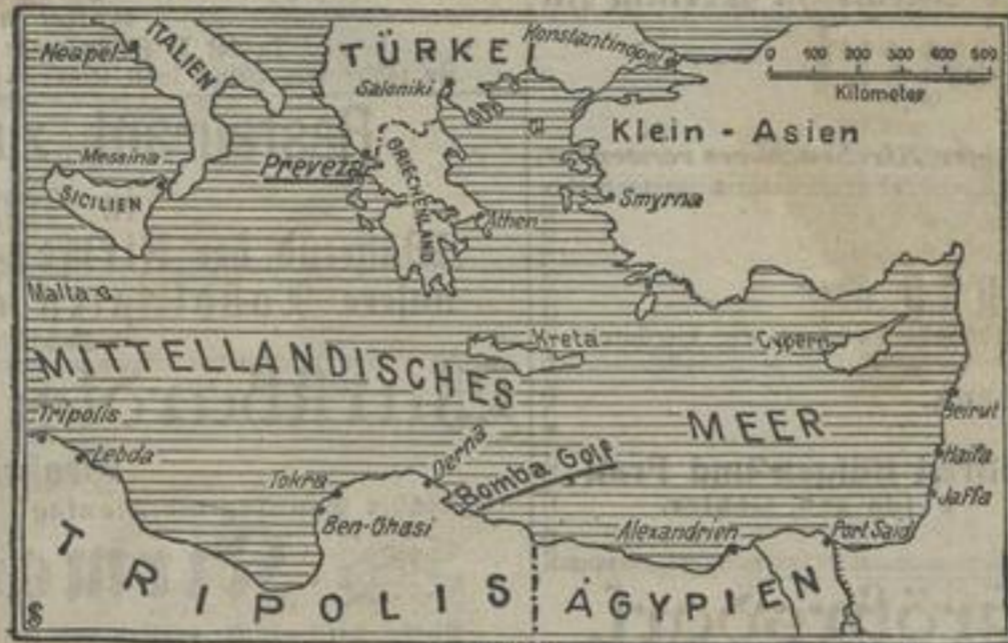 Neapel
ITALIEN
TÜRKE
Konstantinopel
0 100 200 300 400 500
Kilometer
Saloniki
Klein - Asien
Messina
Preveza
GRIECHENLAND
SICILIEN
Smyrna
Athen
Malta
Kreta
Cypern
MITTELLANDISCHES
MEER
Tripolis
Beirut
Lebda
Derna
Haifa
Tokra
Bomba Golf
Jaffa
Ben-Ghasi
Alexandrien
Port Said
TRIPOLIS
ÄGYPTEN